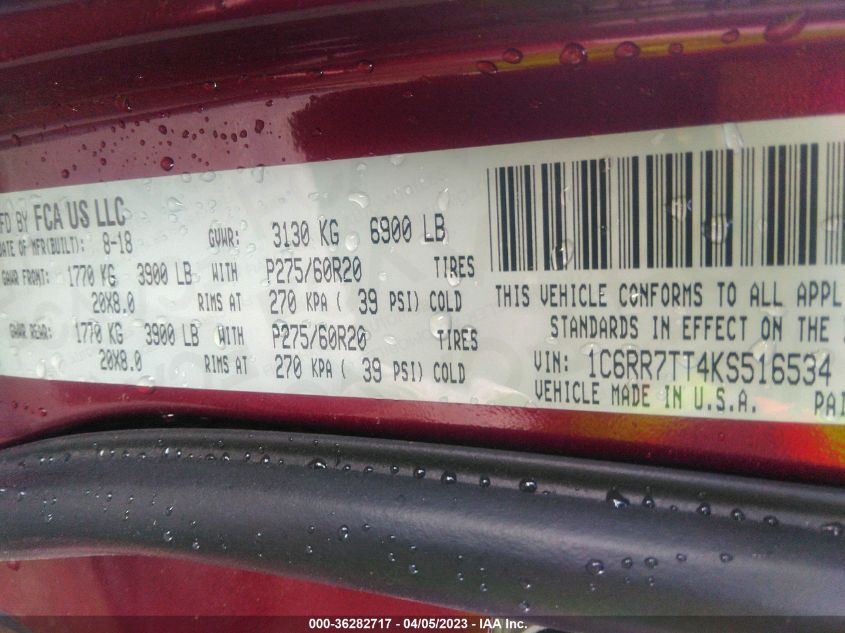 MFD BY FCA US LLC
DATE OF MFR(BUILT): 8-18 GVWR: 3130 KG 6900 LB
GAWR FRONT: 1770 KG 3900 LB WITH P275/60R20 TIRES
20X8.0 RIMS AT 270 KPA ( 39 PSI) COLD
GAWR REAR: 1770 KG 3900 LB WITH P275/60R20 TIRES
20X8.0 RIMS AT 270 KPA ( 39 PSI) COLD
THIS VEHICLE CONFORMS TO ALL APPL
STANDARDS IN EFFECT ON THE
VIN: 1C6RR7TT4KS516534
VEHICLE MADE IN U.S.A. PAI
000-36282717 - 04/05/2023 - IAA Inc.